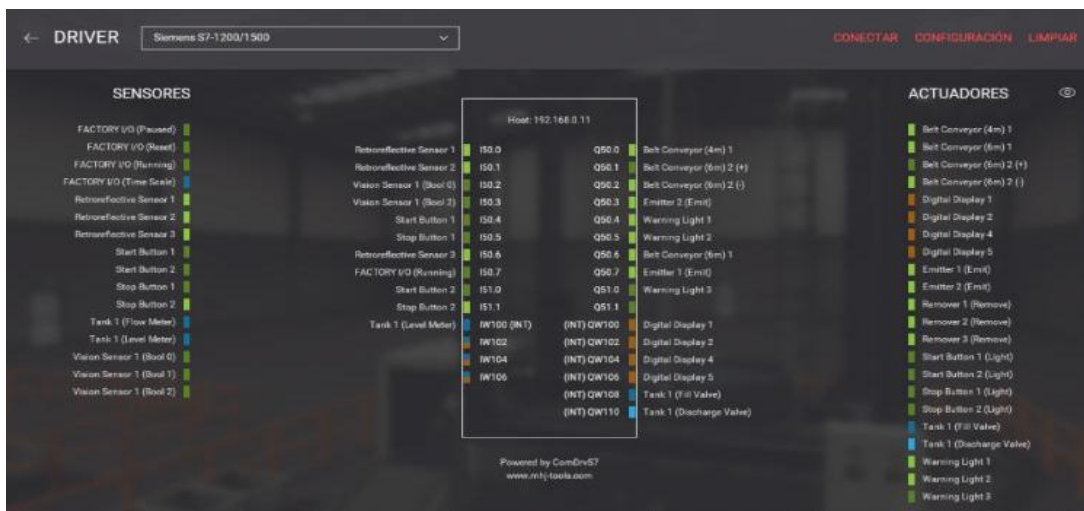 ← DRIVER Siemens S7-1200/1500 CONECTAR CONFIGURACIÓN LIMPIAR
SENSORES
FACTORY I/O (Paused)
FACTORY I/O (Reset)
FACTORY I/O (Running)
FACTORY I/O (Time Scale)
Retroreflective Sensor 1
Retroreflective Sensor 2
Retroreflective Sensor 3
Start Button 1
Start Button 2
Stop Button 1
Stop Button 2
Tank 1 (Flow Meter)
Tank 1 (Level Meter)
Vision Sensor 1 (Bool 0)
Vision Sensor 1 (Bool 1)
Vision Sensor 1 (Bool 2)
Host: 192.168.0.11
Retroreflective Sensor 1 I50.0 Q50.0 Belt Conveyor (4m) 1
Retroreflective Sensor 2 I50.1 Q50.1 Belt Conveyor (6m) 2 (+)
Vision Sensor 1 (Bool 0) I50.2 Q50.2 Belt Conveyor (6m) 2 (-)
Vision Sensor 1 (Bool 2) I50.3 Q50.3 Emitter 2 (Emit)
Start Button 1 I50.4 Q50.4 Warning Light 1
Stop Button 1 I50.5 Q50.5 Warning Light 2
Retroreflective Sensor 3 I50.6 Q50.6 Belt Conveyor (6m) 1
FACTORY I/O (Running) I50.7 Q50.7 Emitter 1 (Emit)
Start Button 2 I51.0 Q51.0 Warning Light 3
Stop Button 2 I51.1 Q51.1
Tank 1 (Level Meter) IW100 (INT) (INT) QW100 Digital Display 1
IW102 (INT) QW102 Digital Display 2
IW104 (INT) QW104 Digital Display 4
IW106 (INT) QW106 Digital Display 5
(INT) QW108 Tank 1 (Fill Valve)
(INT) QW110 Tank 1 (Discharge Valve)
Powered by ComDrvS7
www.mhj-tools.com
ACTUADORES
Belt Conveyor (4m) 1
Belt Conveyor (6m) 1
Belt Conveyor (6m) 2 (+)
Belt Conveyor (6m) 2 (-)
Digital Display 1
Digital Display 2
Digital Display 4
Digital Display 5
Emitter 1 (Emit)
Emitter 2 (Emit)
Remover 1 (Remove)
Remover 2 (Remove)
Remover 3 (Remove)
Start Button 1 (Light)
Start Button 2 (Light)
Stop Button 1 (Light)
Stop Button 2 (Light)
Tank 1 (Fill Valve)
Tank 1 (Discharge Valve)
Warning Light 1
Warning Light 2
Warning Light 3